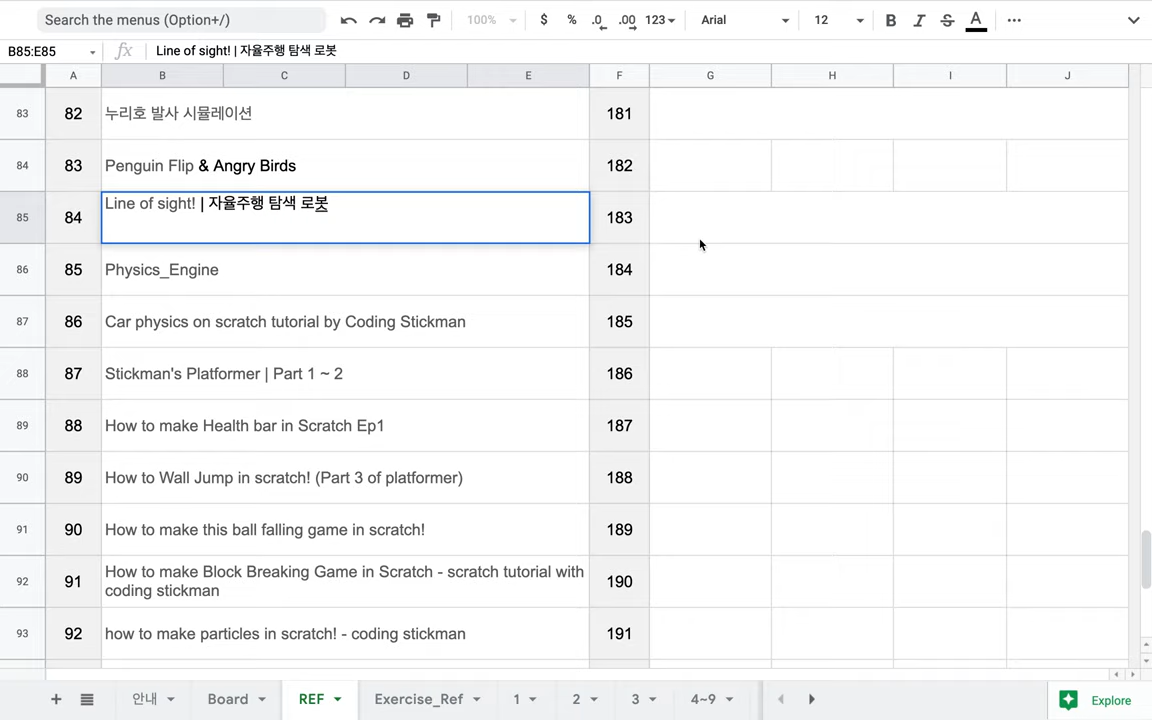 Search the menus (Option+/)
100%
$ % .0 .00 123
Arial
12
B I S A
B85:E85
fx
Line of sight! | 자율주행 탐색 로봇
A B C D E F G H I J
83 82 누리호 발사 시뮬레이션 181
84 83 Penguin Flip & Angry Birds 182
85 84 Line of sight! | 자율주행 탐색 로봇 183
86 85 Physics_Engine 184
87 86 Car physics on scratch tutorial by Coding Stickman 185
88 87 Stickman's Platformer | Part 1 ~ 2 186
89 88 How to make Health bar in Scratch Ep1 187
90 89 How to Wall Jump in scratch! (Part 3 of platformer) 188
91 90 How to make this ball falling game in scratch! 189
92 91 How to make Block Breaking Game in Scratch - scratch tutorial with 190
coding stickman
93 92 how to make particles in scratch! - coding stickman 191
+ 안내 Board REF Exercise_Ref 1 2 3 4~9 Explore